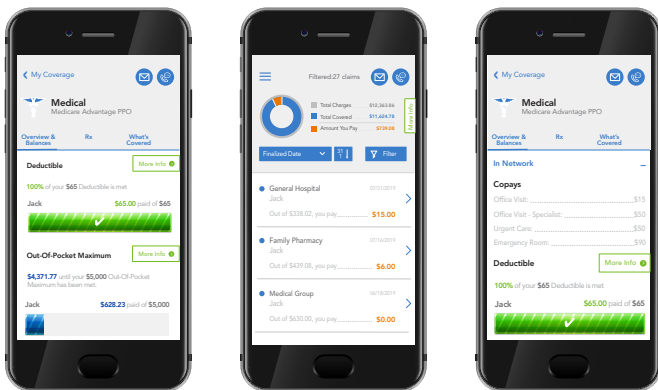 My Coverage
Medical
Medicare Advantage PPO
Overview &
Balances
Rx
What's
Covered
Deductible
More Info
100% of your $65 Deductible is met
Jack
$65.00 paid of $65
Out-Of-Pocket Maximum
More Info
$4,371.77 until your $5,000 Out-Of-Pocket
Maximum has been met.
Jack
$628.23 paid of $5,000
Filtered:27 claims
Total Charges $12,363.86
Total Covered $11,624.78
Amount You Pay $739.08
More Info
Finalized Date
31
1
Filter
General Hospital
07/31/2019
Jack
Out of $338.02, you pay $15.00
Family Pharmacy
07/16/2019
Jack
Out of $439.08, you pay $6.00
Medical Group
06/18/2019
Jack
Out of $630.00, you pay $0.00
My Coverage
Medical
Medicare Advantage PPO
Overview &
Balances
Rx
What's
Covered
In Network
Copays
Office Visit: $15
Office Visit - Specialist: $50
Urgent Care: $50
Emergency Room: $90
Deductible
More Info
100% of your $65 Deductible is met
Jack
$65.00 paid of $65